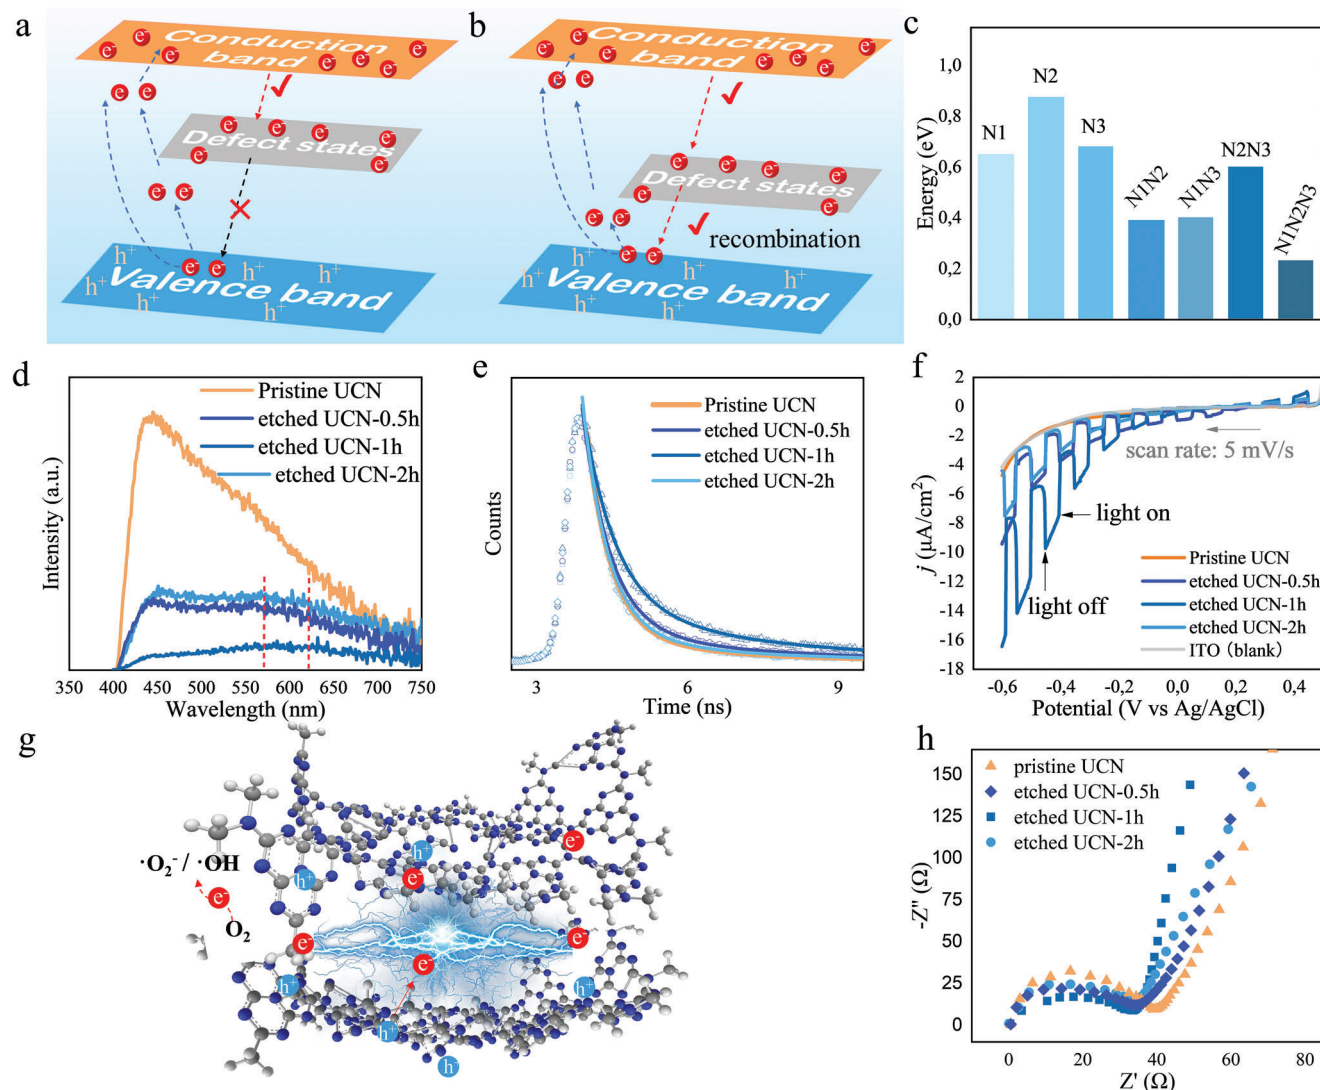 a
Conduction
band
e⁻ e⁻ e⁻ e⁻ e⁻ e⁻ e⁻ e⁻
e⁻ e⁻
Defect states
e⁻ e⁻ e⁻ e⁻ e⁻ e⁻
e⁻ e⁻
e⁻ e⁻
Valence band
h⁺ h⁺ h⁺ h⁺ h⁺ h⁺
b
Conduction
band
e⁻ e⁻ e⁻ e⁻ e⁻ e⁻ e⁻ e⁻
e⁻ e⁻
Defect states
e⁻ e⁻ e⁻ e⁻ e⁻ e⁻ e⁻
e⁻ e⁻
recombination
e⁻ e⁻
Valence band
h⁺ h⁺ h⁺ h⁺ h⁺
c
Energy (eV)
1,0
0,8
0,6
0,4
0,2
0,0
N1
N2
N3
N1N2
N1N3
N2N3
N1N2N3
d
Pristine UCN
etched UCN-0.5h
etched UCN-1h
etched UCN-2h
Intensity (a.u.)
350 400 450 500 550 600 650 700 750
Wavelength (nm)
e
Pristine UCN
etched UCN-0.5h
etched UCN-1h
etched UCN-2h
Counts
3 6 9
Time (ns)
f
2
0
-2
-4
-6
-8
-10
-12
-14
-16
-18
j (μA/cm²)
scan rate: 5 mV/s
light on
light off
Pristine UCN
etched UCN-0.5h
etched UCN-1h
etched UCN-2h
ITO (blank)
-0,6 -0,4 -0,2 0,0 0,2 0,4
Potential (V vs Ag/AgCl)
g
·O₂⁻ / ·OH
e⁻
O₂
h⁺
h⁺
e⁻
e⁻
e⁻
e⁻
e⁻
h⁺
h⁺
h⁺
h⁺
h
pristine UCN
etched UCN-0.5h
etched UCN-1h
etched UCN-2h
-Z'' (Ω)
150
125
100
75
50
25
0
0 20 40 60 80
Z' (Ω)